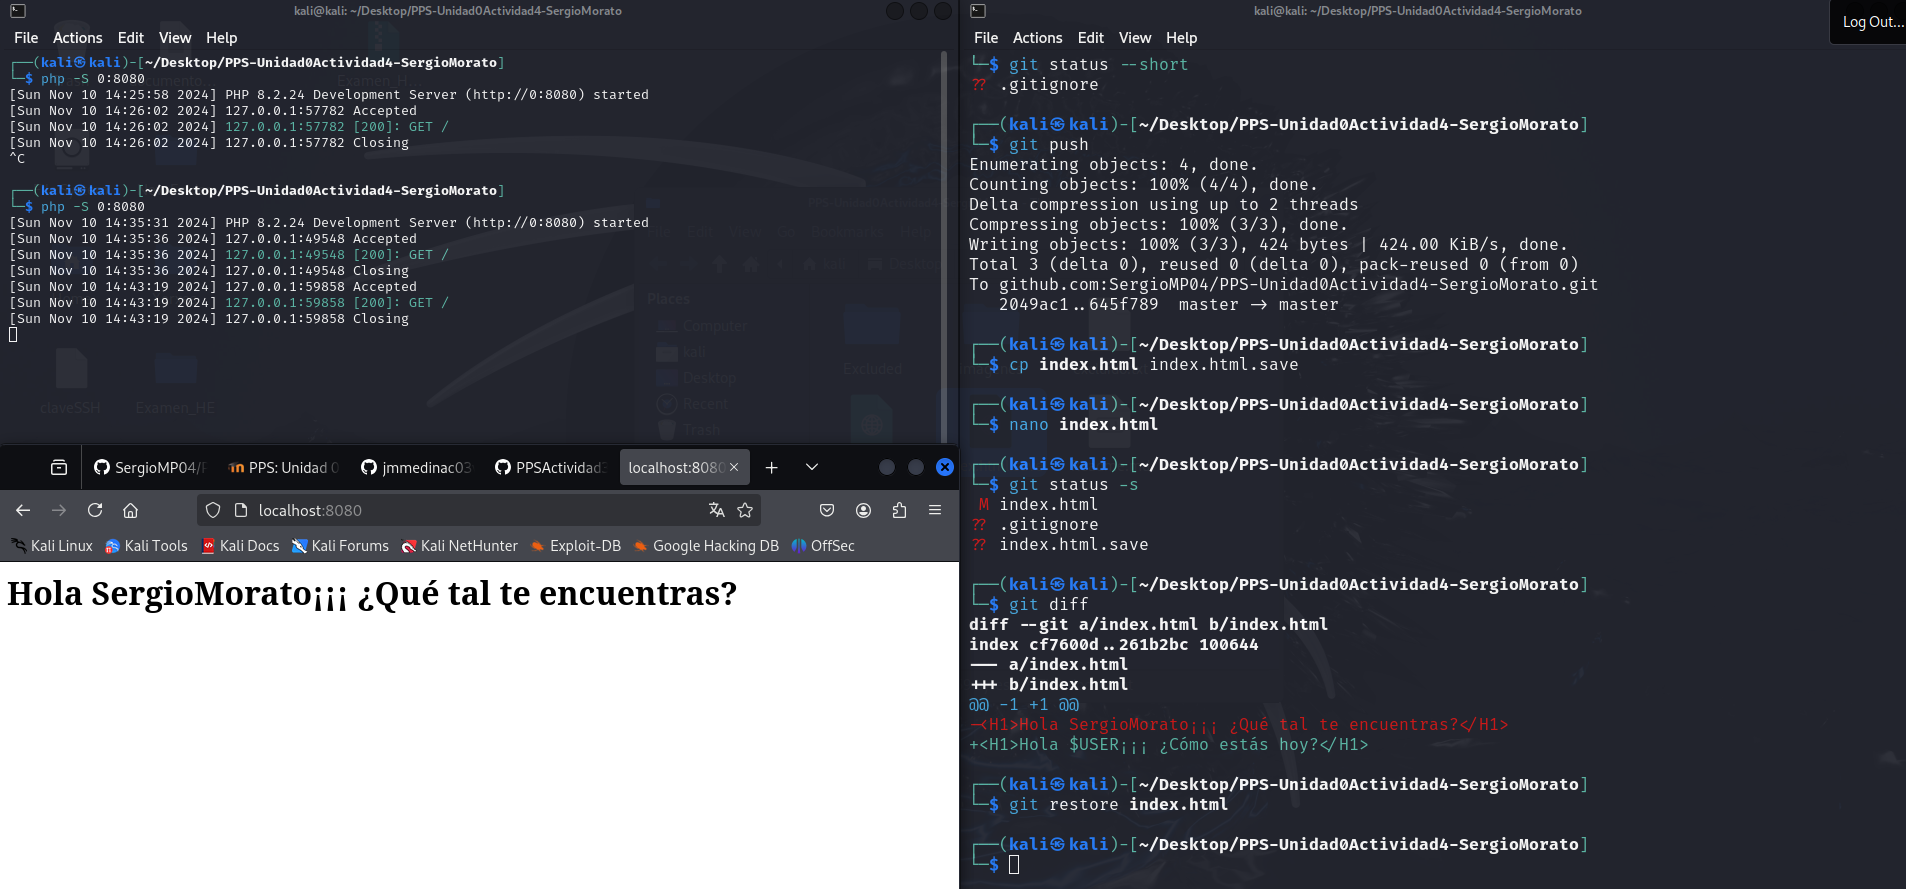 kali@kali: ~/Desktop/PPS-Unidad0Actividad4-SergioMorato
File Actions Edit View Help
┌──(kali㉿kali)-[~/Desktop/PPS-Unidad0Actividad4-SergioMorato]
└─$ php -S 0:8080
[Sun Nov 10 14:25:58 2024] PHP 8.2.24 Development Server (http://0:8080) started
[Sun Nov 10 14:26:02 2024] 127.0.0.1:57782 Accepted
[Sun Nov 10 14:26:02 2024] 127.0.0.1:57782 [200]: GET /
[Sun Nov 10 14:26:02 2024] 127.0.0.1:57782 Closing
^C
┌──(kali㉿kali)-[~/Desktop/PPS-Unidad0Actividad4-SergioMorato]
└─$ php -S 0:8080
[Sun Nov 10 14:35:31 2024] PHP 8.2.24 Development Server (http://0:8080) started
[Sun Nov 10 14:35:36 2024] 127.0.0.1:49548 Accepted
[Sun Nov 10 14:35:36 2024] 127.0.0.1:49548 [200]: GET /
[Sun Nov 10 14:35:36 2024] 127.0.0.1:49548 Closing
[Sun Nov 10 14:43:19 2024] 127.0.0.1:59858 Accepted
[Sun Nov 10 14:43:19 2024] 127.0.0.1:59858 [200]: GET /
[Sun Nov 10 14:43:19 2024] 127.0.0.1:59858 Closing
Places
Computer
kali
Desktop
Recent
Trash
Excluded
claveSSH
Examen_HE
SergioMP04/ PPS: Unidad 0 jmmedinac03 PPSActividad localhost:8080
localhost:8080
Kali Linux Kali Tools Kali Docs Kali Forums Kali NetHunter Exploit-DB Google Hacking DB OffSec
Hola SergioMorato¡¡¡ ¿Qué tal te encuentras?
kali@kali: ~/Desktop/PPS-Unidad0Actividad4-SergioMorato
Log Out...
File Actions Edit View Help
└─$ git status --short
?? .gitignore
┌──(kali㉿kali)-[~/Desktop/PPS-Unidad0Actividad4-SergioMorato]
└─$ git push
Enumerating objects: 4, done.
Counting objects: 100% (4/4), done.
Delta compression using up to 2 threads
Compressing objects: 100% (3/3), done.
Writing objects: 100% (3/3), 424 bytes | 424.00 KiB/s, done.
Total 3 (delta 0), reused 0 (delta 0), pack-reused 0 (from 0)
To github.com:SergioMP04/PPS-Unidad0Actividad4-SergioMorato.git
2049ac1..645f789 master -> master
┌──(kali㉿kali)-[~/Desktop/PPS-Unidad0Actividad4-SergioMorato]
└─$ cp index.html index.html.save
┌──(kali㉿kali)-[~/Desktop/PPS-Unidad0Actividad4-SergioMorato]
└─$ nano index.html
┌──(kali㉿kali)-[~/Desktop/PPS-Unidad0Actividad4-SergioMorato]
└─$ git status -s
M index.html
?? .gitignore
?? index.html.save
┌──(kali㉿kali)-[~/Desktop/PPS-Unidad0Actividad4-SergioMorato]
└─$ git diff
diff --git a/index.html b/index.html
index cf7600d..261b2bc 100644
--- a/index.html
+++ b/index.html
@@ -1 +1 @@
-<H1>Hola SergioMorato¡¡¡ ¿Qué tal te encuentras?</H1>
+<H1>Hola $USER¡¡¡ ¿Cómo estás hoy?</H1>
┌──(kali㉿kali)-[~/Desktop/PPS-Unidad0Actividad4-SergioMorato]
└─$ git restore index.html
┌──(kali㉿kali)-[~/Desktop/PPS-Unidad0Actividad4-SergioMorato]
└─$